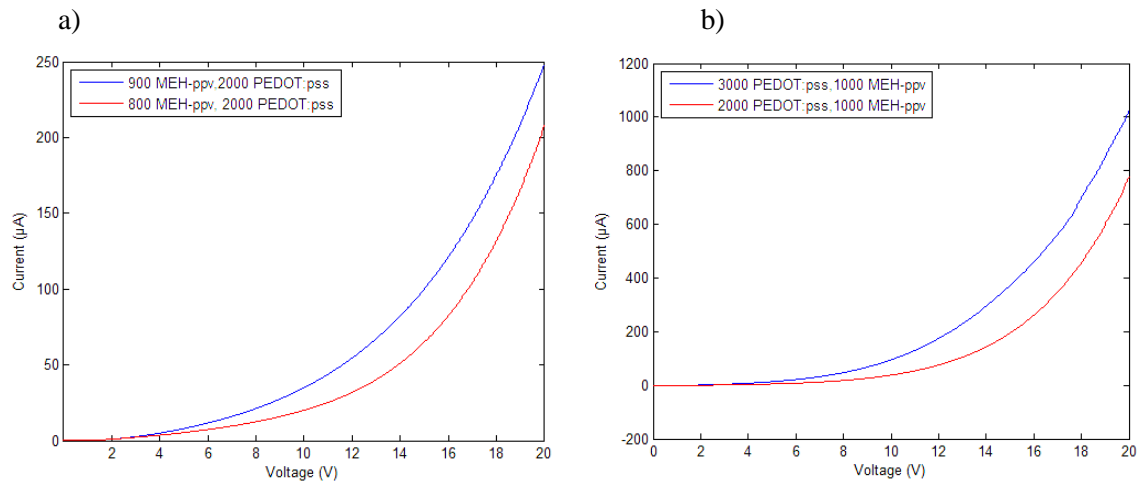 a)
b)
900 MEH-ppv,2000 PEDOT:pss
800 MEH-ppv, 2000 PEDOT:pss
250
200
150
100
50
0
2 4 6 8 10 12 14 16 18 20
Current (µA)
Voltage (V)
3000 PEDOT:pss,1000 MEH-ppv
2000 PEDOT:pss,1000 MEH-ppv
1200
1000
800
600
400
200
0
-200
0 2 4 6 8 10 12 14 16 18 20
Current (µA)
Voltage (V)